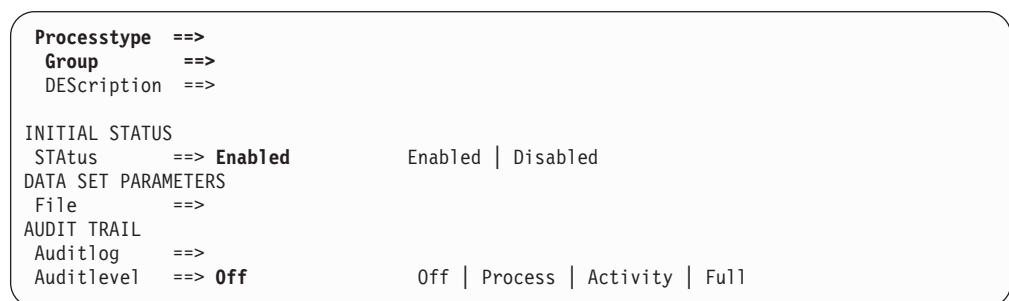 Processtype ==>
Group ==>
DEScription ==>
INITIAL STATUS
STAtus ==> Enabled Enabled | Disabled
DATA SET PARAMETERS
File ==>
AUDIT TRAIL
Auditlog ==>
Auditlevel ==> Off Off | Process | Activity | Full